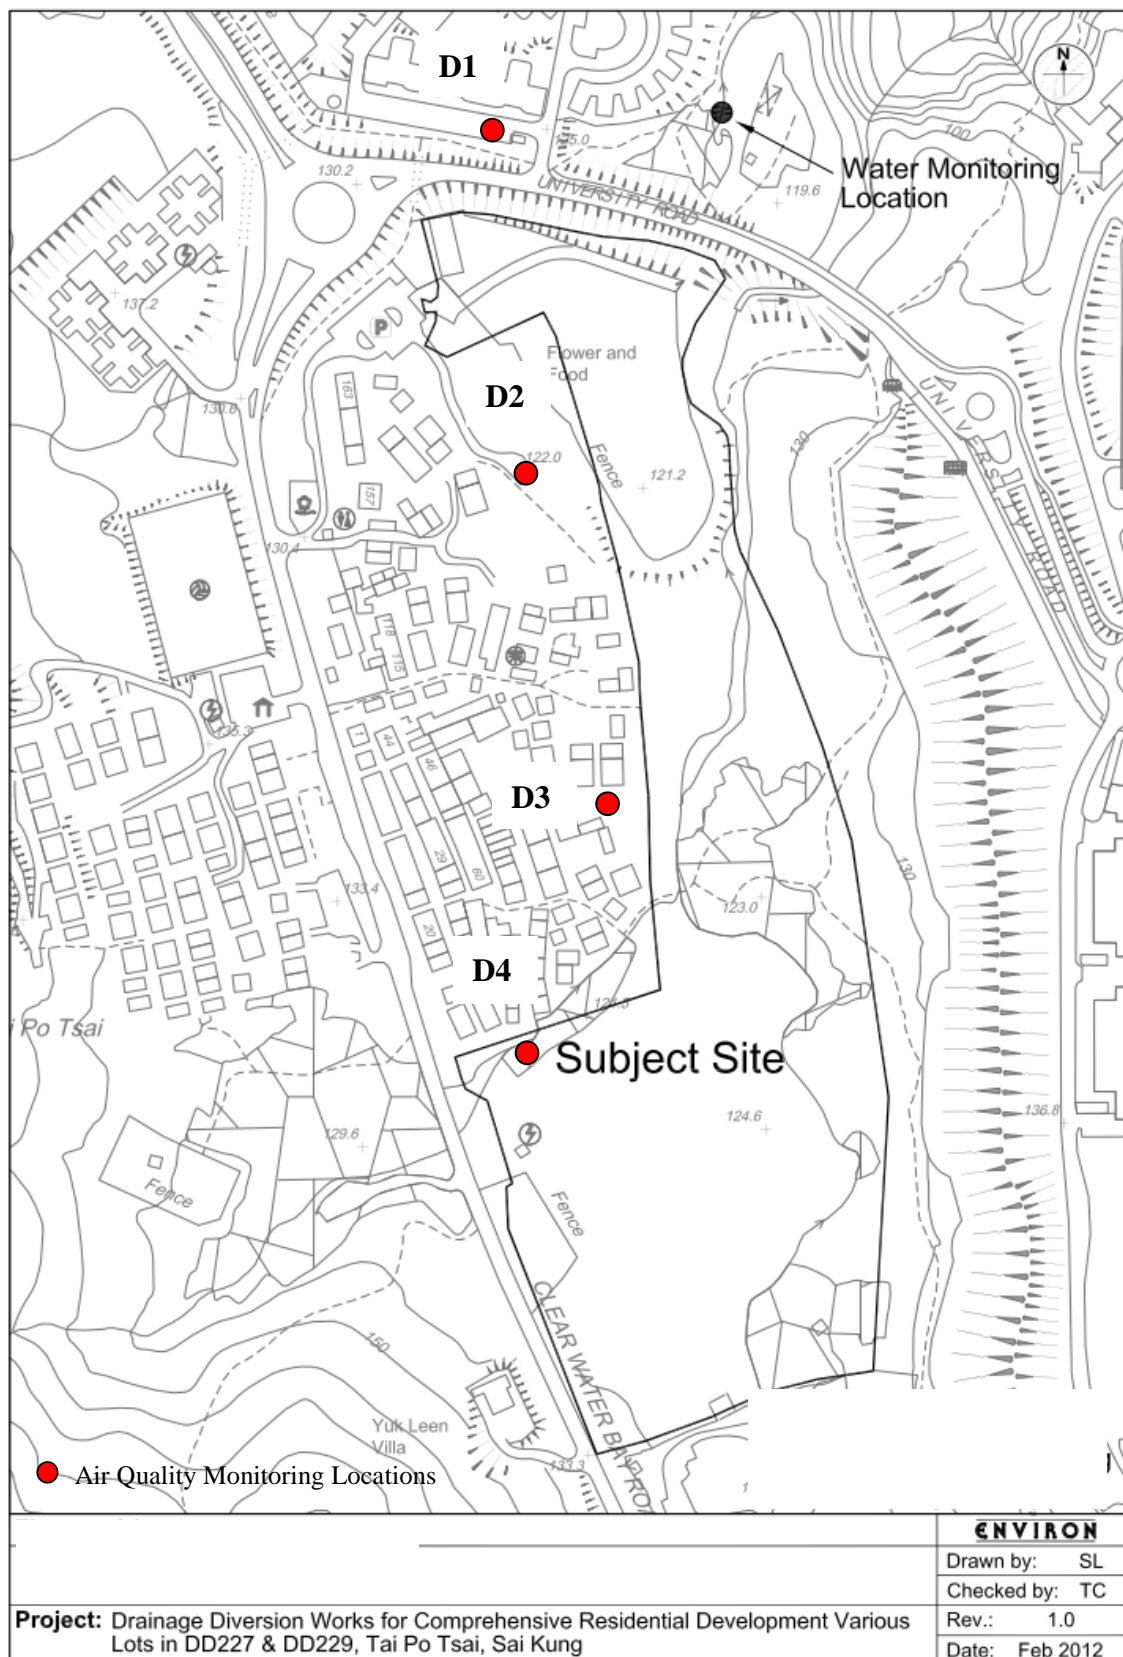 D1
N
135.0
100
Water Monitoring
Location
130.2
119.6
UNIVERSITY ROAD
137.2
P
Flower and
Food
163
D2
130.6
130
UNIVERSITY ROAD
Fence
122.0
121.2
157
130.4
118
115
135.3
1
44
46
D3
29
60
130
133.4
123.0
20
D4
i Po Tsai
Subject Site
124.6
136.8
129.6
Fence
Fence
CLEAR WATER BAY ROA
150
Yuk Leen
Villa
133.3
Air Quality Monitoring Locations
1
ENVIRON
Drawn by: SL
Checked by: TC
Project: Drainage Diversion Works for Comprehensive Residential Development Various
Lots in DD227 & DD229, Tai Po Tsai, Sai Kung
Rev.: 1.0
Date: Feb 2012